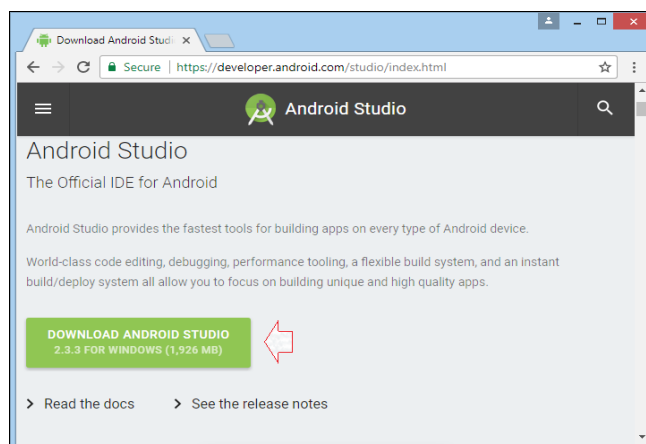 Download Android Studi
Secure | https://developer.android.com/studio/index.html
Android Studio
Android Studio
The Official IDE for Android
Android Studio provides the fastest tools for building apps on every type of Android device.
World-class code editing, debugging, performance tooling, a flexible build system, and an instant
build/deploy system all allow you to focus on building unique and high quality apps.
DOWNLOAD ANDROID STUDIO
2.3.3 FOR WINDOWS (1,926 MB)
Read the docs
See the release notes